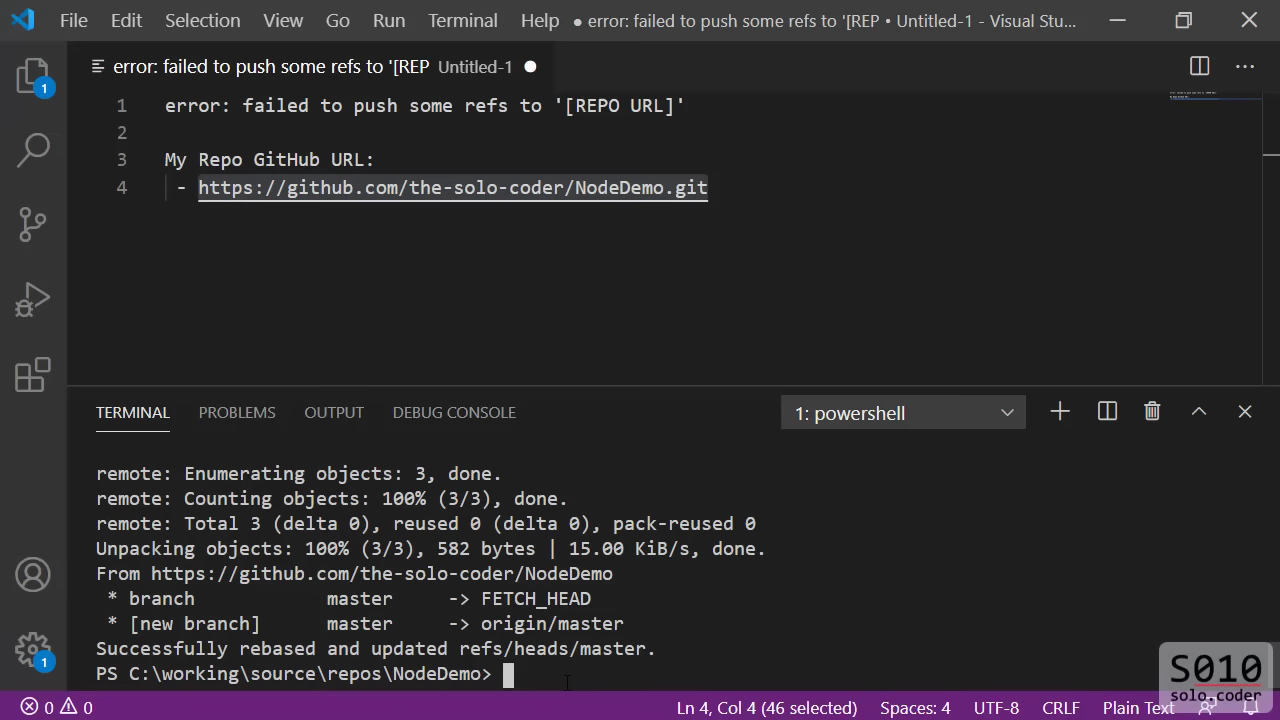 File Edit Selection View Go Run Terminal Help ● error: failed to push some refs to '[REP • Untitled-1 - Visual Stu...
error: failed to push some refs to '[REP Untitled-1 ●
1 error: failed to push some refs to '[REPO URL]'
2
3 My Repo GitHub URL:
4 - https://github.com/the-solo-coder/NodeDemo.git
1
TERMINAL PROBLEMS OUTPUT DEBUG CONSOLE 1: powershell
remote: Enumerating objects: 3, done.
remote: Counting objects: 100% (3/3), done.
remote: Total 3 (delta 0), reused 0 (delta 0), pack-reused 0
Unpacking objects: 100% (3/3), 582 bytes | 15.00 KiB/s, done.
From https://github.com/the-solo-coder/NodeDemo
* branch master -> FETCH_HEAD
* [new branch] master -> origin/master
Successfully rebased and updated refs/heads/master.
PS C:\working\source\repos\NodeDemo>
1
S010
solo_coder
0 0 Ln 4, Col 4 (46 selected) Spaces: 4 UTF-8 CRLF Plain Text